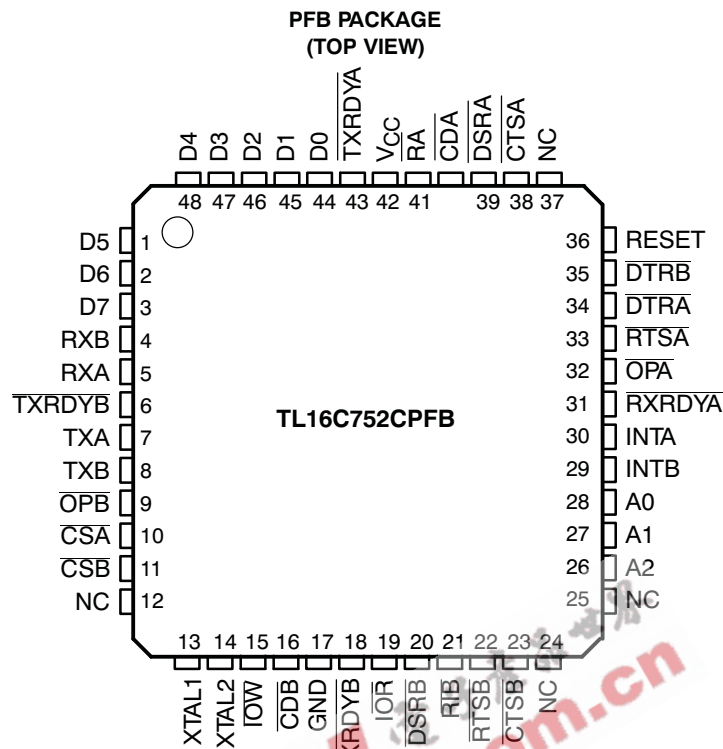 PFB PACKAGE
(TOP VIEW)
D4 D3 D2 D1 D0 TXRDYA VCC RA CDA DSRA CTSA NC
48 47 46 45 44 43 42 41 39 38 37
D5 1
D6 2
D7 3
RXB 4
RXA 5
TXRDYB 6
TXA 7
TXB 8
OPB 9
CSA 10
CSB 11
NC 12
TL16C752CPFB
36 RESET
35 DTRB
34 DTRA
33 RTSA
32 OPA
31 RXRDYA
30 INTA
29 INTB
28 A0
27 A1
26 A2
25 NC
13 14 15 16 17 18 19 20 21 22 23 24
XTAL1 XTAL2 IOW CDB GND XRDYB IOR DSRB RIB RTSB CTSB NC
.cn